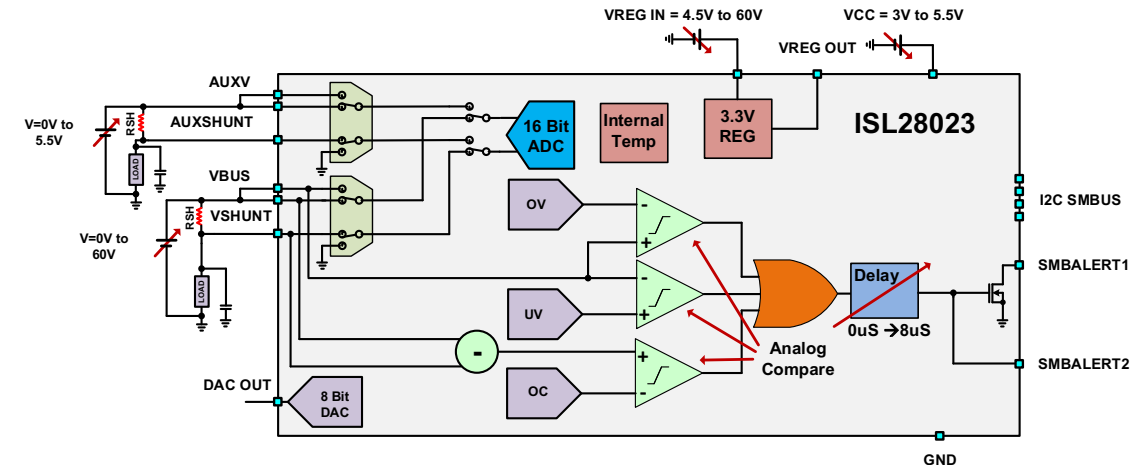 VREG IN = 4.5V to 60V
VCC = 3V to 5.5V
VREG OUT
AUXV
AUXSHUNT
V=0V to
5.5V
RSH
LOAD
16 Bit
ADC
Internal
Temp
3.3V
REG
ISL28023
VBUS
VSHUNT
V=0V to
60V
RSH
LOAD
I2C SMBUS
OV
-
+
-
+
UV
Delay
0uS →8uS
SMBALERT1
Analog
Compare
-
+
-
OC
SMBALERT2
DAC OUT
8 Bit
DAC
GND